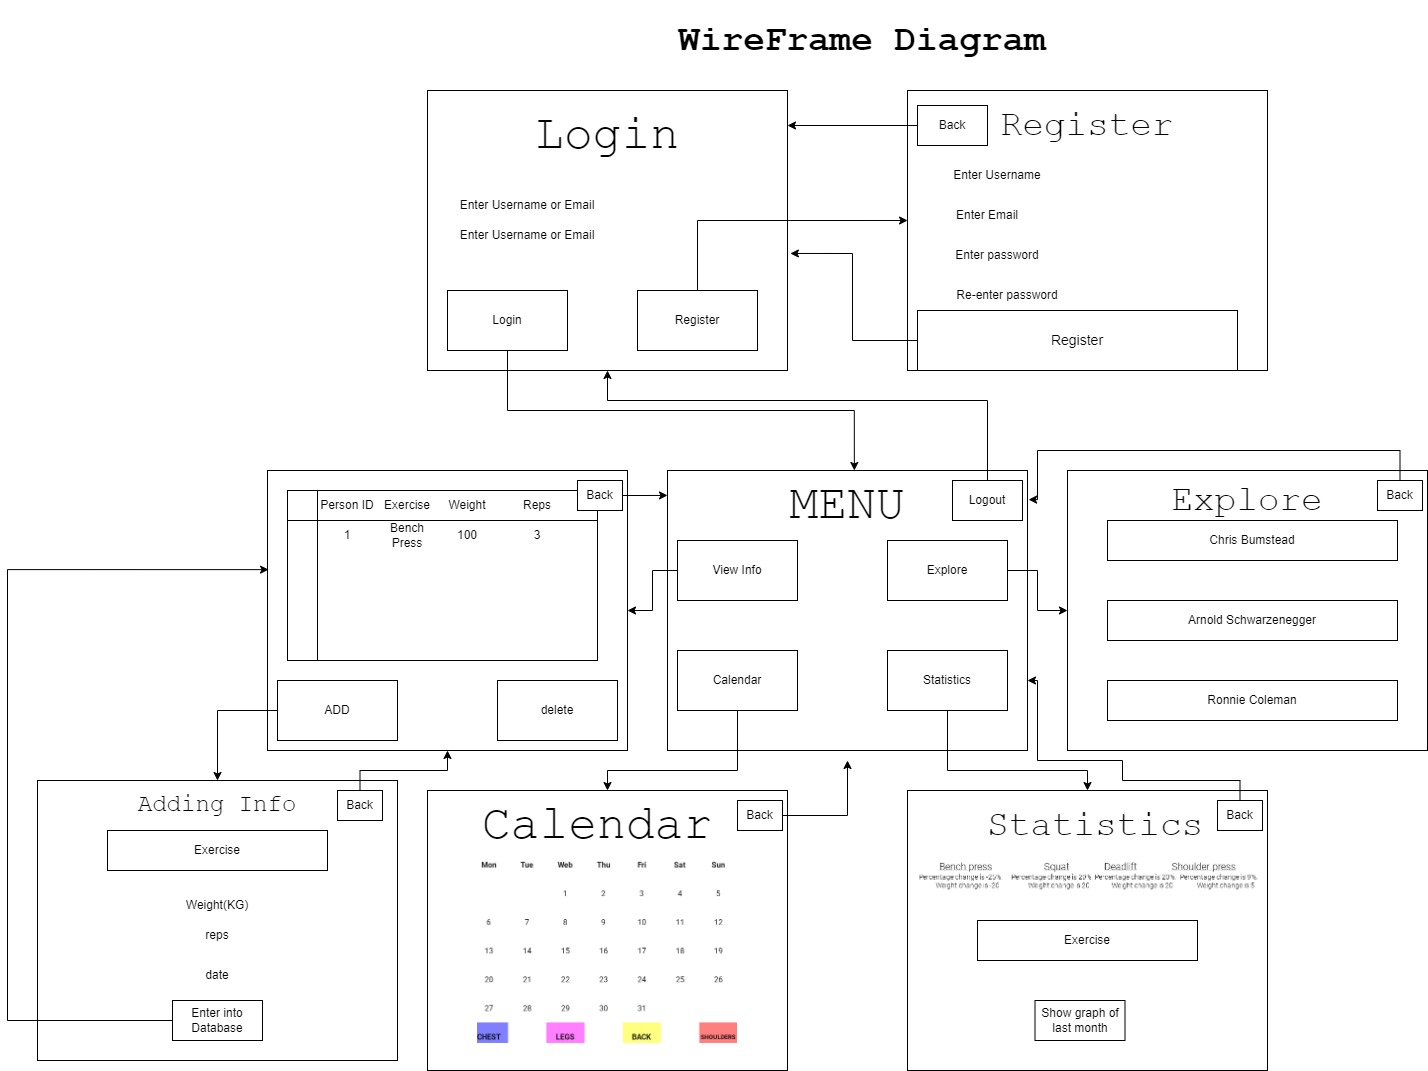 WireFrame Diagram
Login
Enter Username or Email
Enter Username or Email
Login
Register
Back
Register
Enter Username
Enter Email
Enter password
Re-enter password
Register
Back
Person ID Exercise Weight Reps
1 Bench Press 100 3
ADD
delete
MENU
Logout
View Info
Explore
Calendar
Statistics
Back
Explore
Chris Bumstead
Arnold Schwarzenegger
Ronnie Coleman
Adding Info
Back
Exercise
Weight(KG)
reps
date
Enter into
Database
Calendar
Back
Mon Tue Web Thu Fri Sat Sun
1 2 3 4 5
6 7 8 9 10 11 12
13 14 15 16 17 18 19
20 21 22 23 24 25 26
27 28 29 30 31
CHEST LEGS BACK SHOULDERS
Statistics
Back
Bench press Squat Deadlift Shoulder press
Percentage change is -25% Percentage change is 20% Percentage change is 20%. Percentage change is 9%.
Weight change is -20 Weight change is 20 Weight change is 20 Weight change is 5
Exercise
Show graph of
last month